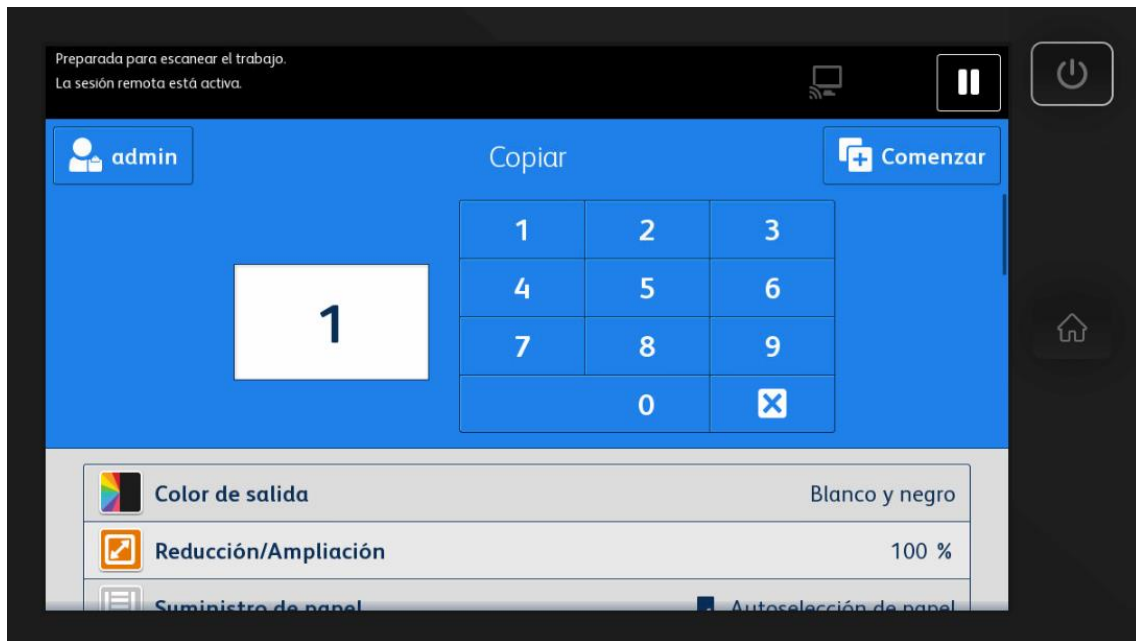 Preparada para escanear el trabajo.
La sesión remota está activa.
admin
Copiar
Comenzar
1
1 2 3
4 5 6
7 8 9
0
Color de salida Blanco y negro
Reducción/Ampliación 100 %
Suministro de papel Autoselección de papel